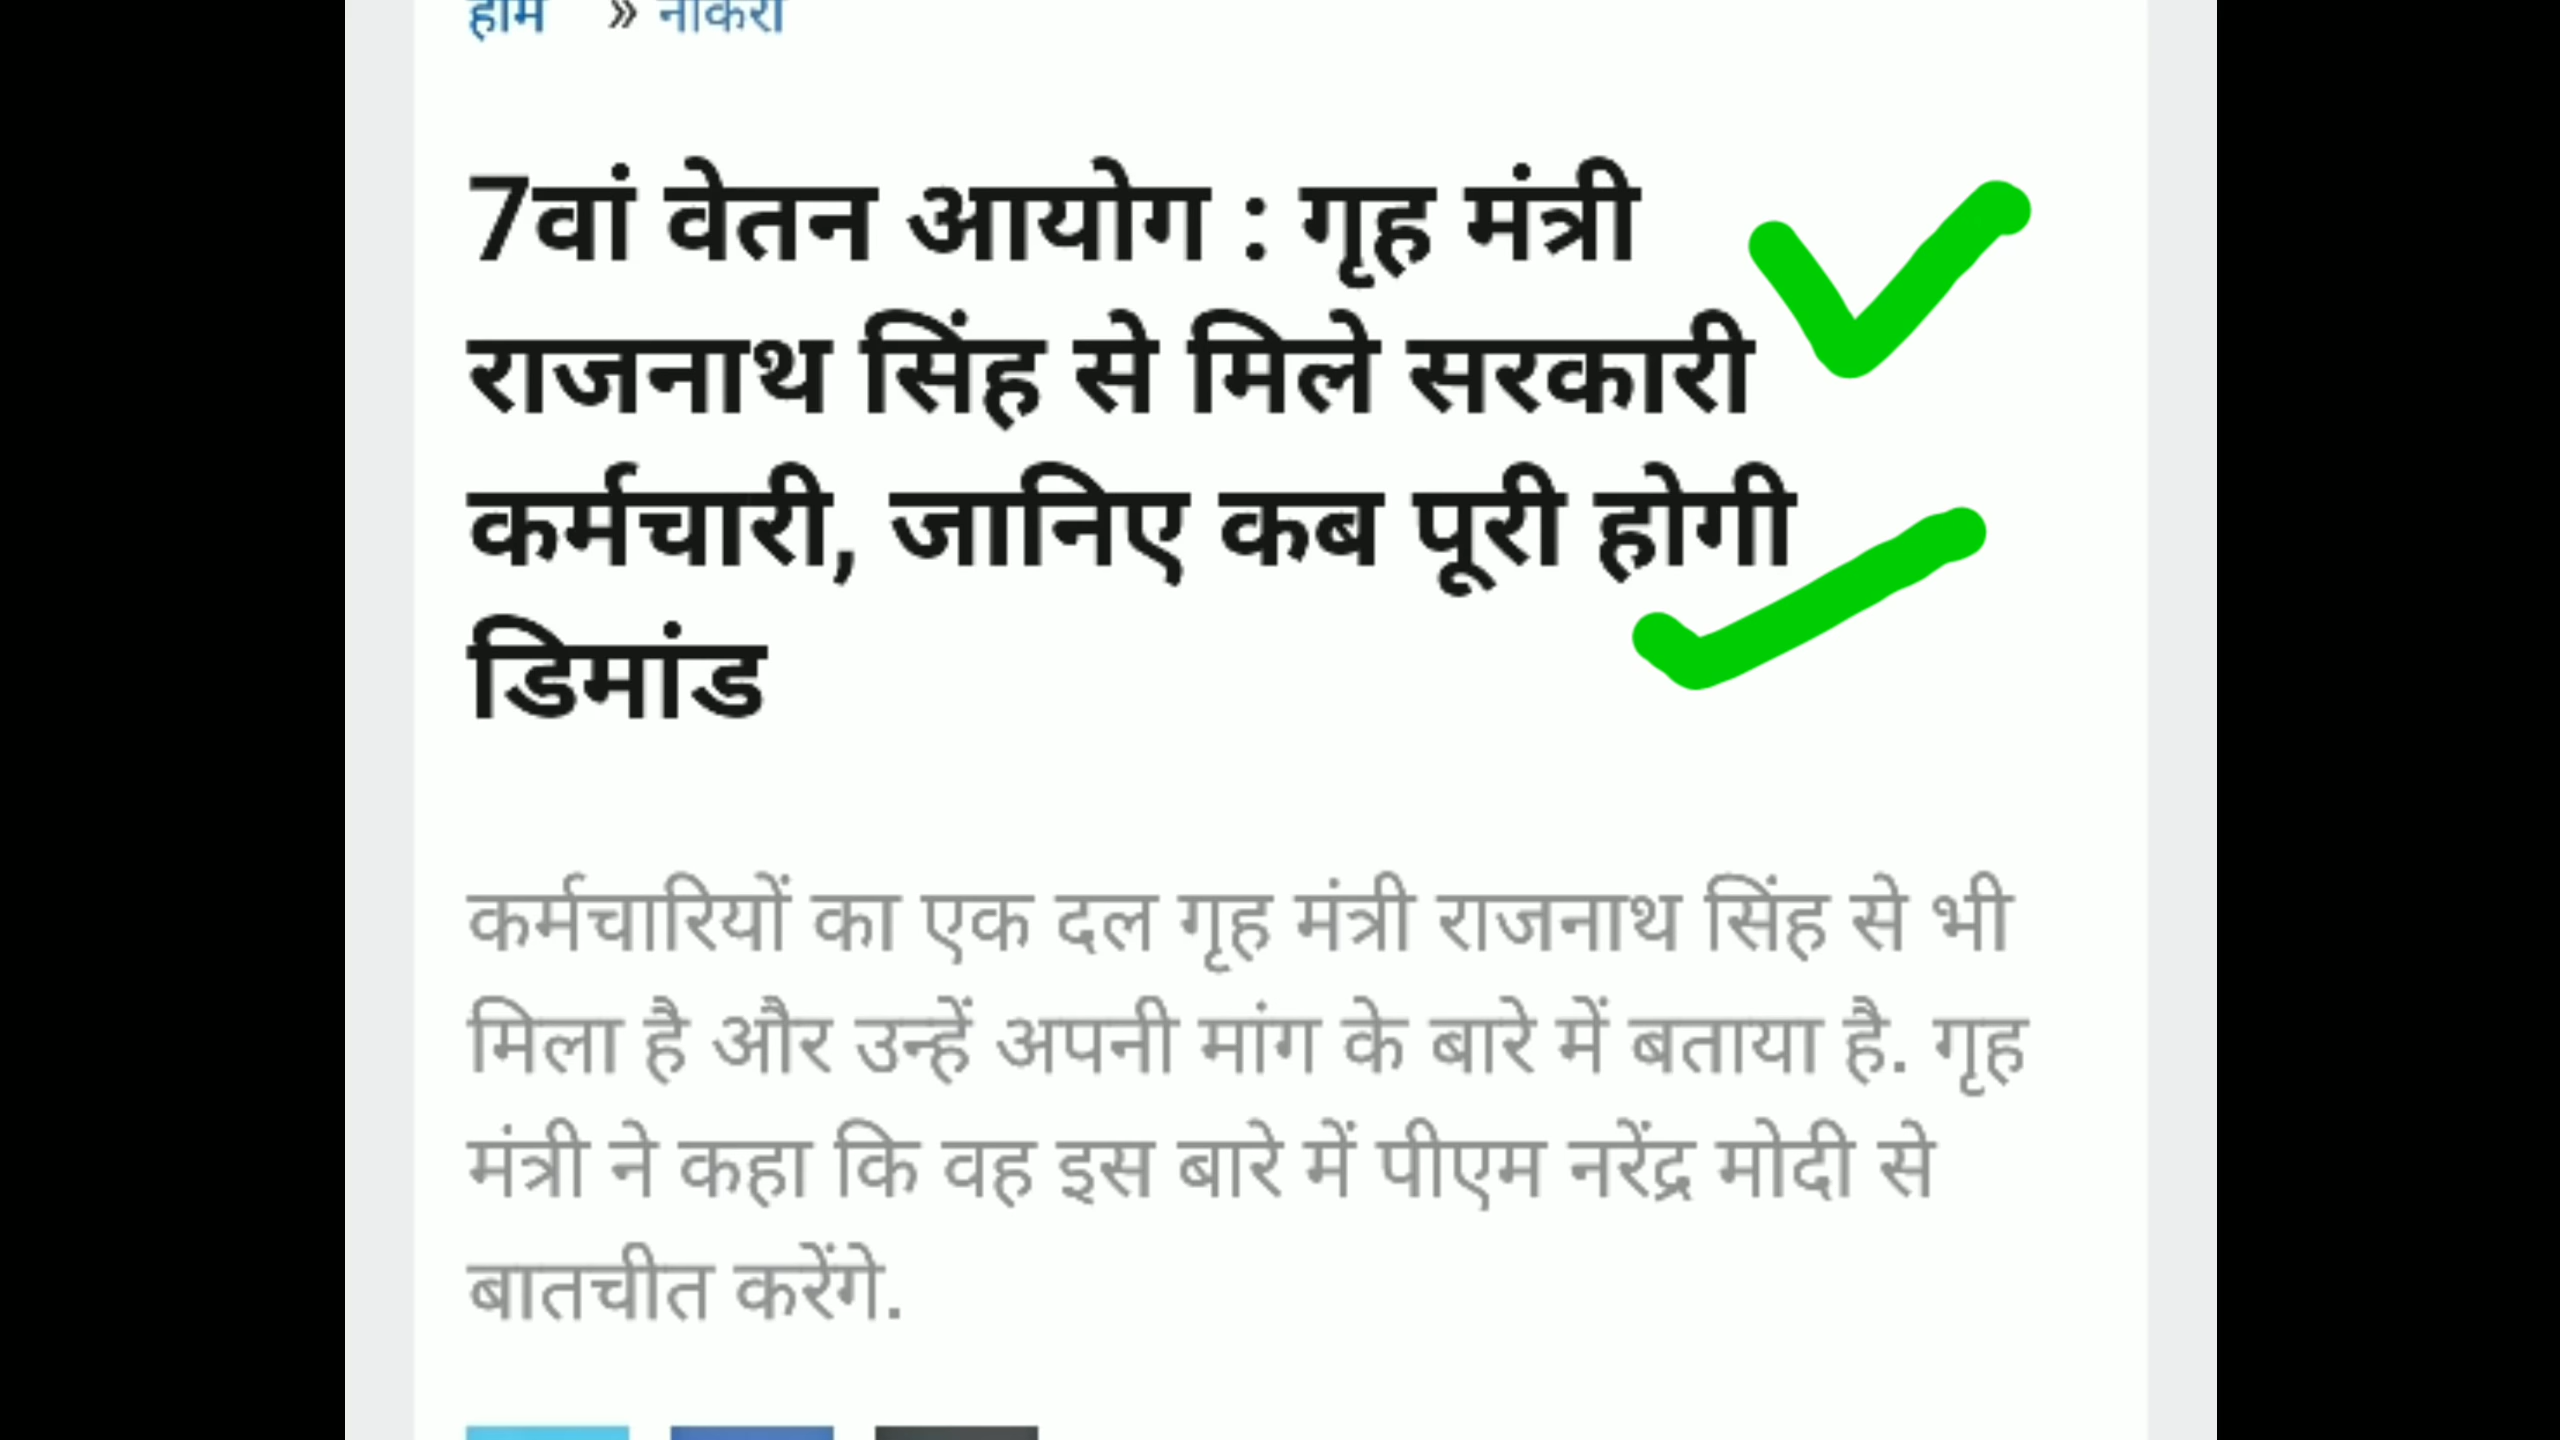 होम » नौकरी
7वां वेतन आयोग : गृह मंत्री
राजनाथ सिंह से मिले सरकारी
कर्मचारी, जानिए कब पूरी होगी
डिमांड
कर्मचारियों का एक दल गृह मंत्री राजनाथ सिंह से भी
मिला है और उन्हें अपनी मांग के बारे में बताया है. गृह
मंत्री ने कहा कि वह इस बारे में पीएम नरेंद्र मोदी से
बातचीत करेंगे.